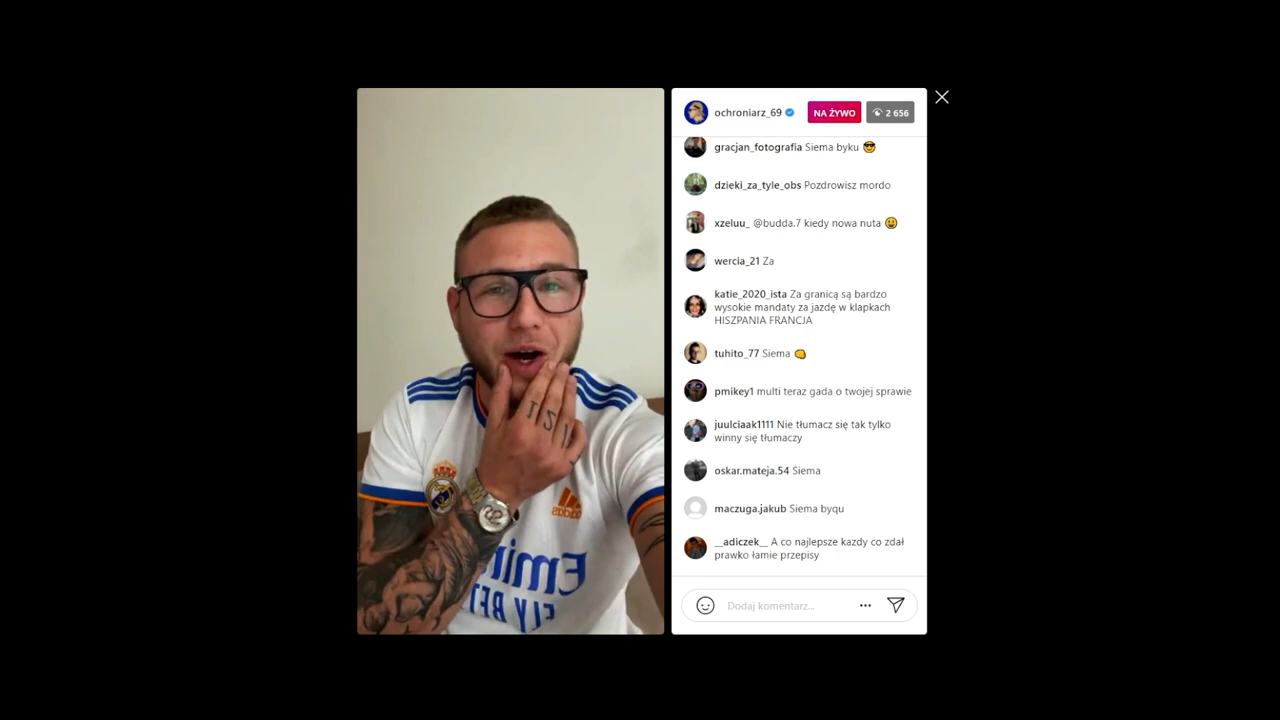 ochroniarz_69 NA ŻYWO 2 656
gracjan_fotografia Siema byku 😎
dzieki_za_tyle_obs Pozdrowisz mordo
xzeluu_ @budda.7 kiedy nowa nuta 😀
wercia_21 Za
katie_2020_ista Za granicą są bardzo
wysokie mandaty za jazdę w klapkach
HISZPANIA FRANCJA
tuhito_77 Siema 👊
pmikey1 multi teraz gada o twojej sprawie
juulciaak1111 Nie tłumacz się tak tylko
winny się tłumaczy
oskar.mateja.54 Siema
maczuga.jakub Siema byqu
__adiczek__ A co najlepsze kazdy co zdał
prawko łamie przepisy
Dodaj komentarz...
adidas
Emir
FLY BET